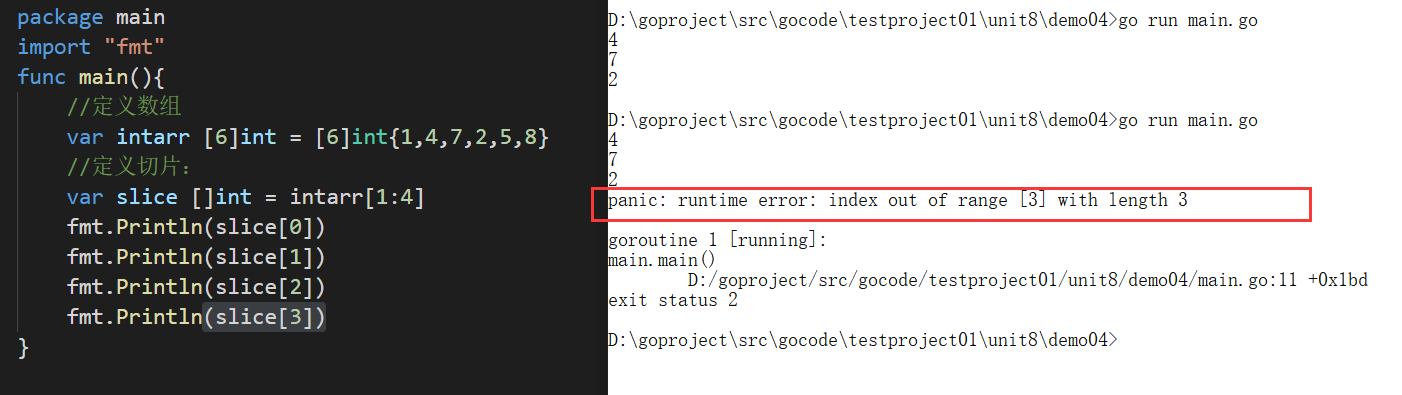 package main
import "fmt"
func main(){
    //定义数组
    var intarr [6]int = [6]int{1,4,7,2,5,8}
    //定义切片：
    var slice []int = intarr[1:4]
    fmt.Println(slice[0])
    fmt.Println(slice[1])
    fmt.Println(slice[2])
    fmt.Println(slice[3])
}
D:\goproject\src\gocode\testproject01\unit8\demo04>go run main.go
4
7
2
D:\goproject\src\gocode\testproject01\unit8\demo04>go run main.go
4
7
2
panic: runtime error: index out of range [3] with length 3
goroutine 1 [running]:
main.main()
        D:/goproject/src/gocode/testproject01/unit8/demo04/main.go:11 +0x1bd
exit status 2
D:\goproject\src\gocode\testproject01\unit8\demo04>